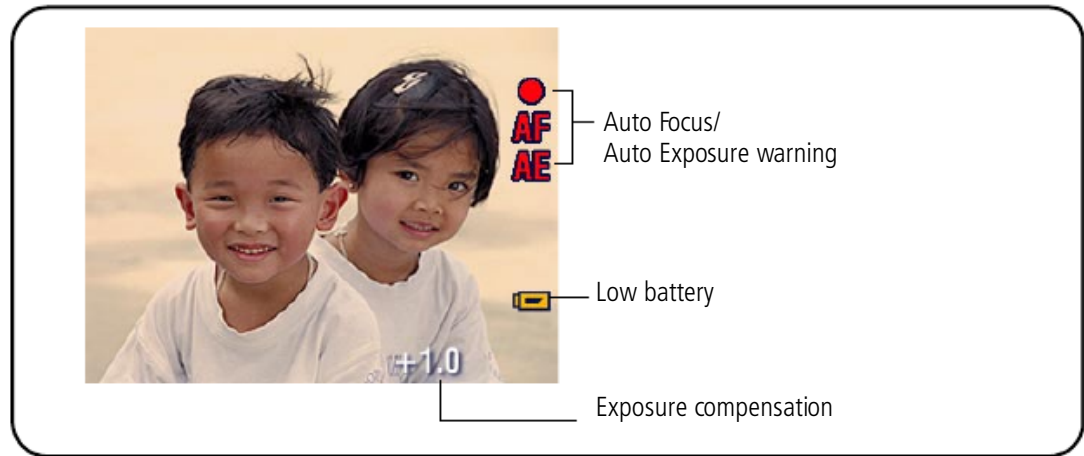 AF
AE
Auto Focus/
Auto Exposure warning
Low battery
+1.0
Exposure compensation